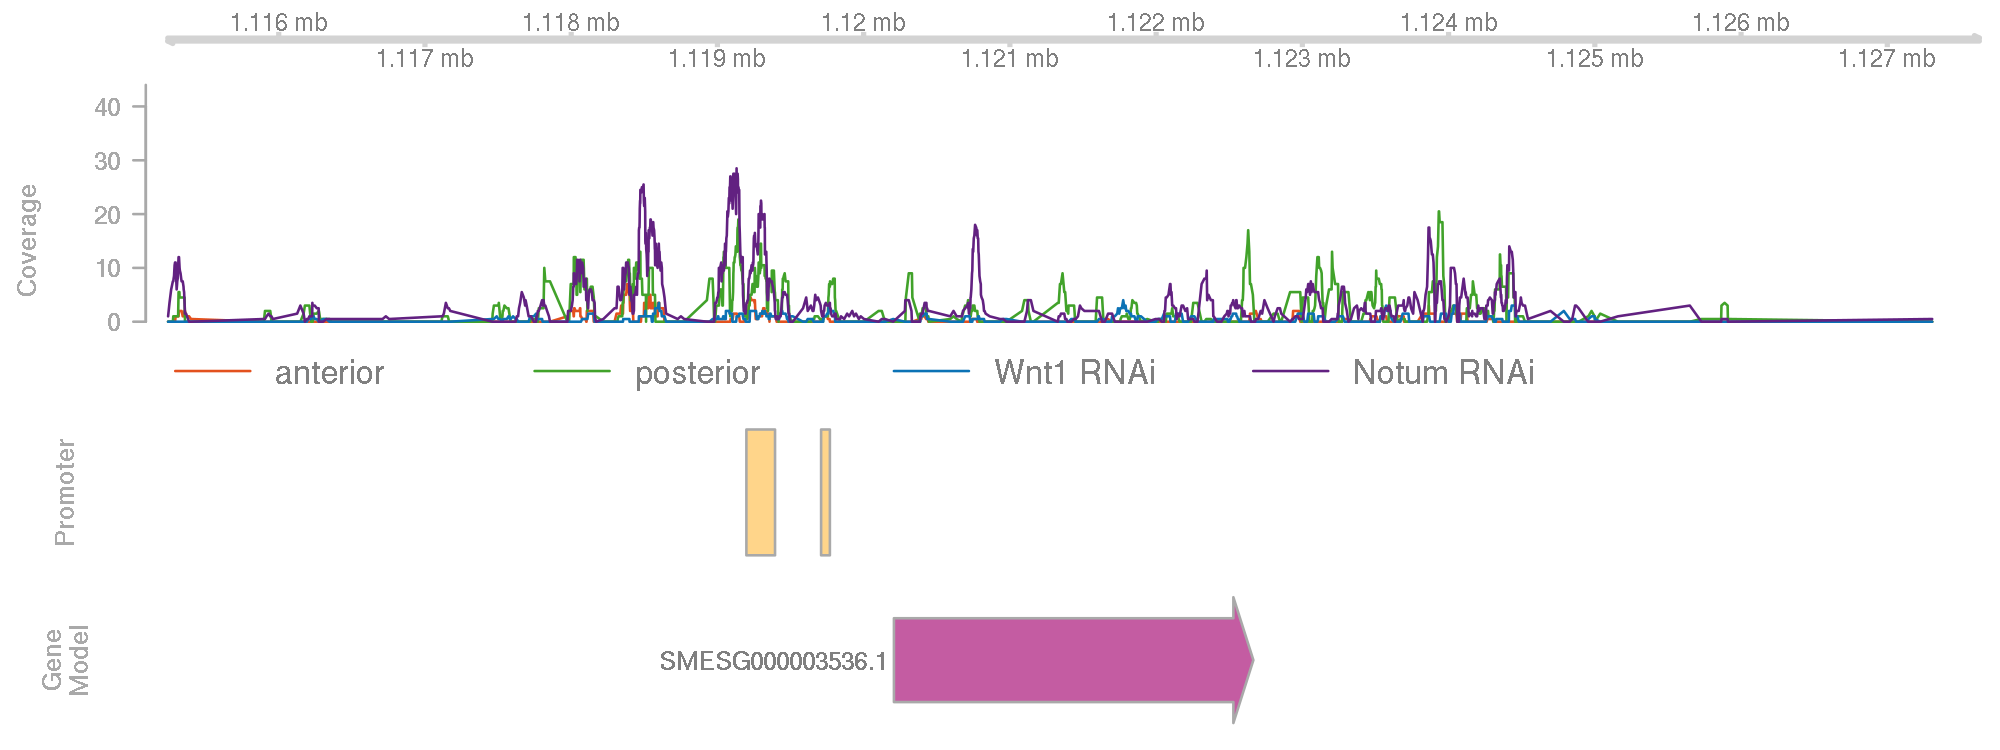 1.116 mb 1.118 mb 1.12 mb 1.122 mb 1.124 mb 1.126 mb
1.117 mb 1.119 mb 1.121 mb 1.123 mb 1.125 mb 1.127 mb
Coverage
40
30
20
10
0
anterior posterior Wnt1 RNAi Notum RNAi
Promoter
Gene
Model
SMESG000003536.1